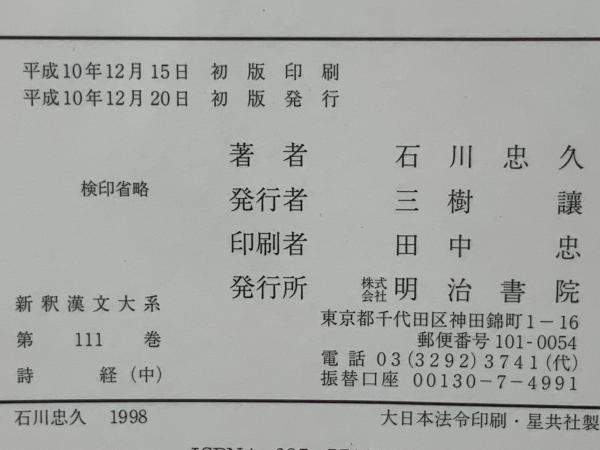 平成10年12月15日 初版印刷
平成10年12月20日 初版発行
検印省略
著者 石川忠久
発行者 三樹 譲
印刷者 田中 忠
発行所 株式会社 明治書院
東京都千代田区神田錦町1-16
郵便番号 101-0054
電話 03(3292)3741(代)
振替口座 00130-7-4991
新釈漢文大系
第 111 巻
詩 経(中)
石川忠久 1998
大日本法令印刷・星共社製